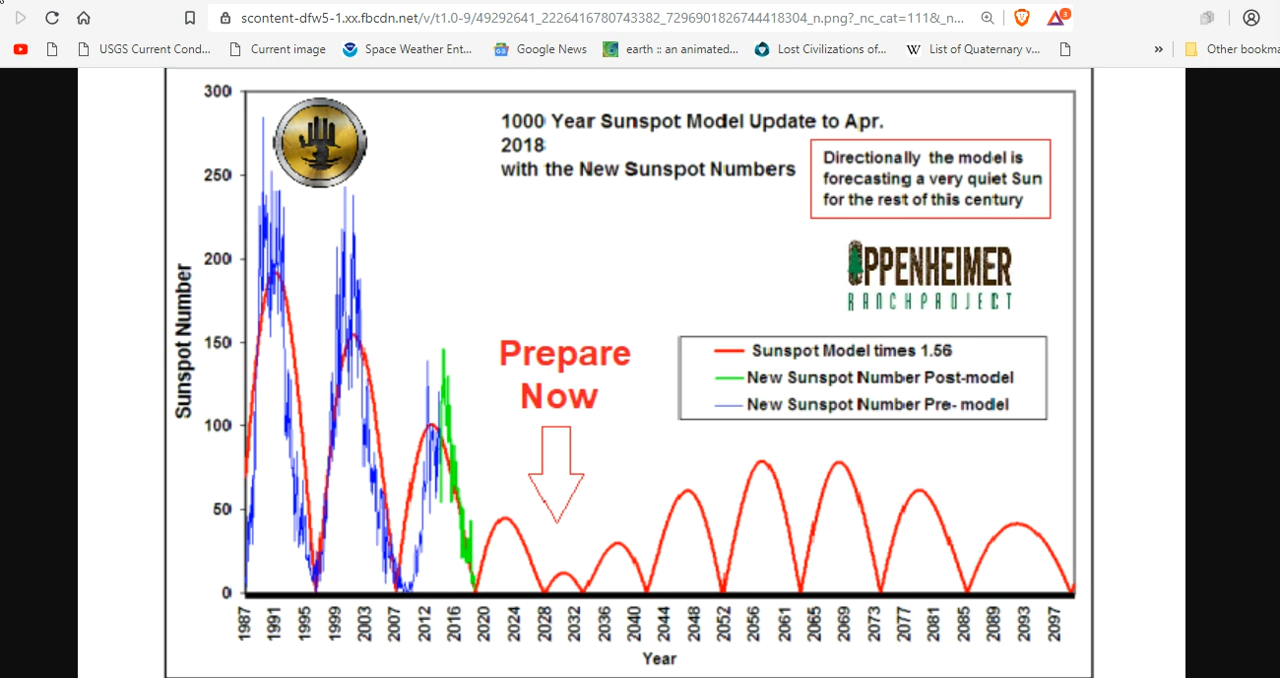 scontent-dfw5-1.xx.fbcdn.net/v/t1.0-9/49292641_2226416780743382_7296901826744418304_n.png?_nc_cat=111&_n...
3
USGS Current Cond...
Current image
Space Weather Ent...
Google News
earth :: an animated...
Lost Civilizations of...
W
List of Quaternary v...
»
Other bookma
1000 Year Sunspot Model Update to Apr.
2018
with the New Sunspot Numbers
Directionally the model is
forecasting a very quiet Sun
for the rest of this century
OPPENHEIMER
RANCH PROJECT
Prepare
Now
Sunspot Model times 1.56
New Sunspot Number Post-model
New Sunspot Number Pre- model
Sunspot Number
300
250
200
150
100
50
0
1987 1991 1995 1999 2003 2007 2012 2016 2020 2024 2028 2032 2036 2040 2044 2048 2052 2056 2061 2065 2069 2073 2077 2081 2085 2089 2093 2097
Year